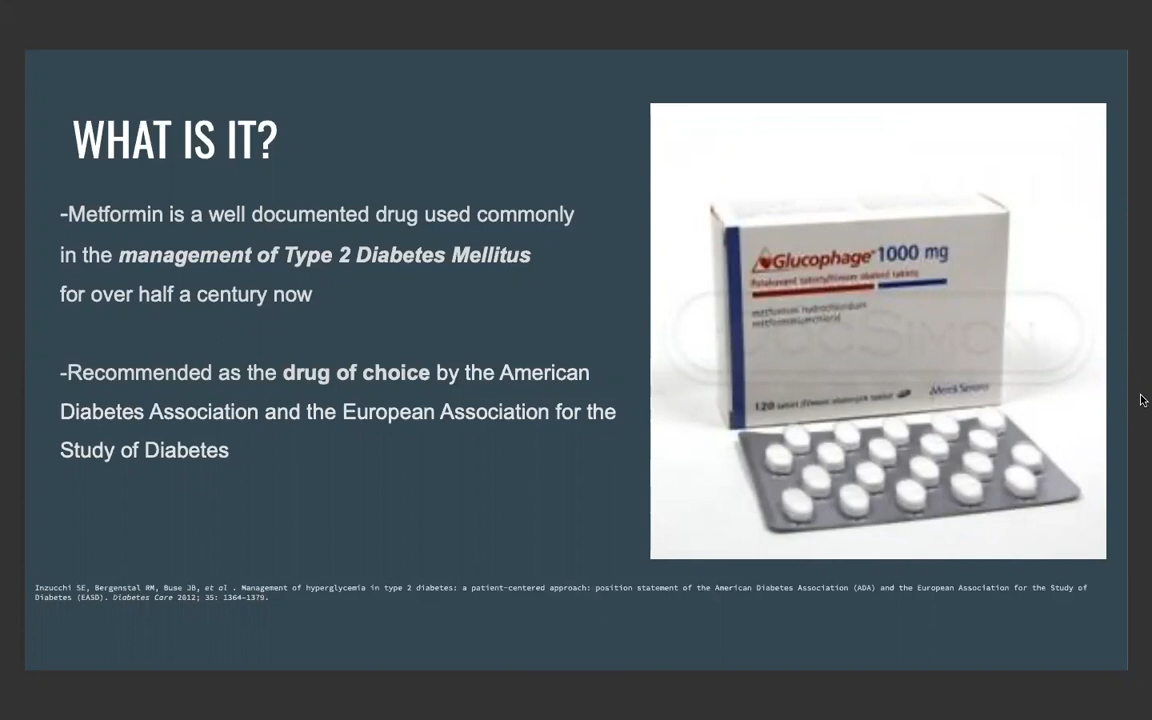 WHAT IS IT?
-Metformin is a well documented drug used commonly
in the management of Type 2 Diabetes Mellitus
for over half a century now
-Recommended as the drug of choice by the American
Diabetes Association and the European Association for the
Study of Diabetes
Glucophage 1000 mg
120
Merck Serono
Inzucchi SE, Bergenstal RM, Buse JB, et al . Management of hyperglycemia in type 2 diabetes: a patient-centered approach: position statement of the American Diabetes Association (ADA) and the European Association for the Study of
Diabetes (EASD). Diabetes Care 2012; 35: 1364–1379.